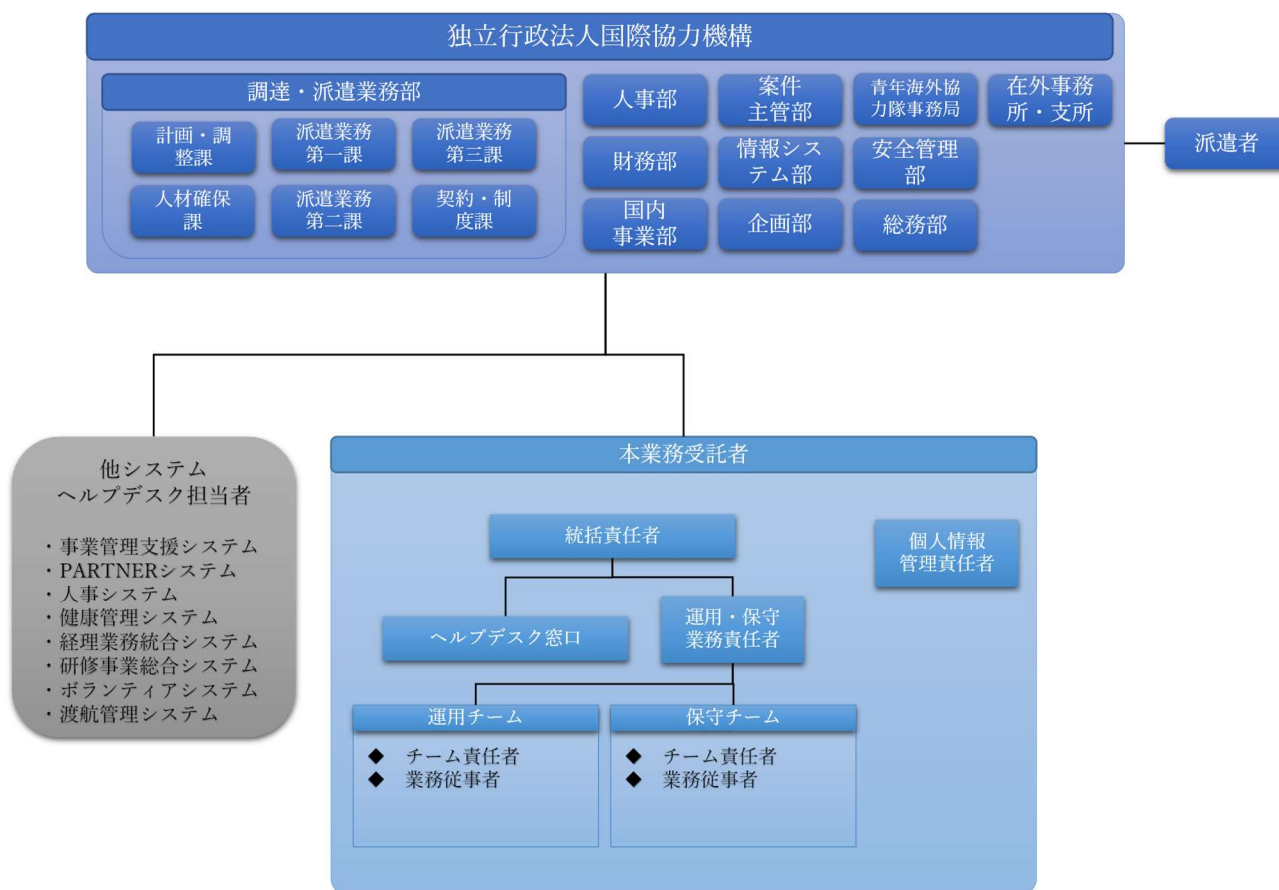 独立行政法人国際協力機構
調達・派遣業務部
計画・調
整課
派遣業務
第一課
派遣業務
第三課
人材確保
課
派遣業務
第二課
契約・制
度課
人事部
案件
主管部
青年海外協
力隊事務局
在外事務
所・支所
財務部
情報シス
テム部
安全管理
部
国内
事業部
企画部
総務部
派遣者
他システム
ヘルプデスク担当者
・事業管理支援システム
・PARTNERシステム
・人事システム
・健康管理システム
・経理業務統合システム
・研修事業総合システム
・ボランティアシステム
・渡航管理システム
本業務受託者
統括責任者
個人情報
管理責任者
ヘルプデスク窓口
運用・保守
業務責任者
運用チーム
◆ チーム責任者
◆ 業務従事者
保守チーム
◆ チーム責任者
◆ 業務従事者